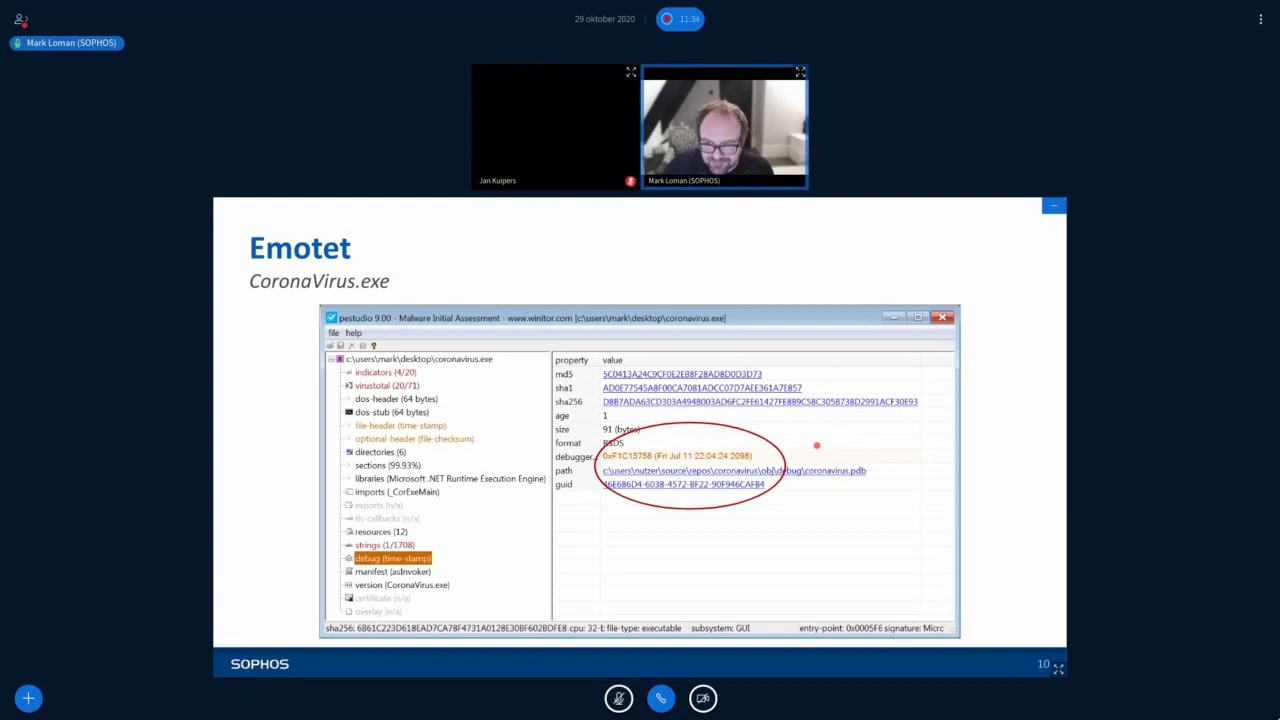 29 oktober 2020
11:34
Mark Loman (SOPHOS)
Jan Kuipers
Mark Loman (SOPHOS)
Emotet
CoronaVirus.exe
pestudio 9.00 - Malware Initial Assessment - www.winitor.com [c:\users\mark\desktop\coronavirus.exe]
file help
c:\users\mark\desktop\coronavirus.exe
indicators (4/20)
virustotal (20/71)
dos-header (64 bytes)
dos-stub (64 bytes)
file-header (time-stamp)
optional-header (file-checksum)
directories (6)
sections (99.93%)
libraries (Microsoft .NET Runtime Execution Engine)
imports (_CorExeMain)
exports (n/a)
tls-callbacks (n/a)
resources (12)
strings (1/1708)
debug (time-stamp)
manifest (asInvoker)
version (CoronaVirus.exe)
certificate (n/a)
overlay (n/a)
property value
md5 5C0413A24C9CF0E2EB8F28AD8D0D3D73
sha1 AD0E77545A8F00CA7081ADCC07D7AEE361A7E857
sha256 D8B7ADA63CD303A494B003AD6FC2FE61427FE889C58C305B73BD2991ACF30E93
age 1
size 91 (bytes)
format RSDS
debugger... 0xF1C15758 (Fri Jul 11 22:04:24 2098)
path c:\users\nutzer\source\repos\coronavirus\obj\debug\coronavirus.pdb
guid 46E686D4-6038-4572-BF22-90F946CAFB4
sha256: 6B61C223D618EAD7CA78F4731A0128E30BF602BDFE8 cpu: 32-b file-type: executable subsystem: GUI entry-point: 0x0005F6 signature: Micrc
SOPHOS
10